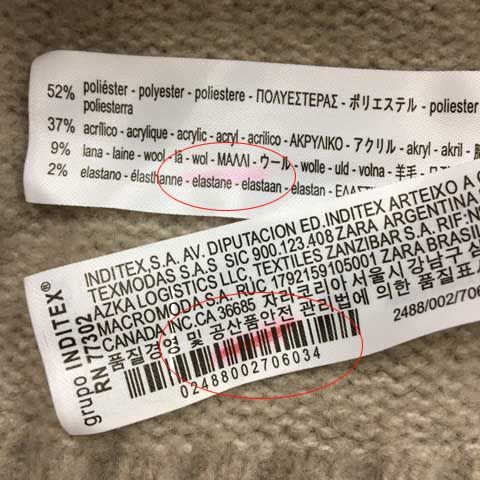 52% poliéster - polyester - poliestere - ΠΟΛΥΕΣΤΕΡΑΣ - ポリエステル - poliester
poliesterra
37% acrílico - acrylique - acrylic - acryl - acrilico - ΑΚΡΥΛΙΚΟ - アクリル - akryl - akril -
9% lana - laine - wool - la - wol - ΜΑΛΛΙ - ウール - wolle - uld - volna - 羊毛 -
2% elastano - élasthanne - elastane - elastaan - elastan - ΕΛΑΣΤ
grupo INDITEX
RN 77302
INDITEX,S.A. AV. DIPUTACION ED.INDITEX ARTEIXO A C
TEXMODAS S.A.S SIC 900.123.408 ZARA ARGENTINA
AZKA LOGISTICS LLC, TEXTILES ZANZIBAR S.A. RIF:
MACROMODA S.A. RUC 1792159105001 ZARA BRASIL
CANADA INC.CA 36685 자라코리아 서울시 강남구 삼
품질경영 및 공산품안전 관리법에 의한 품질표시
2488/002/706
02488002706034